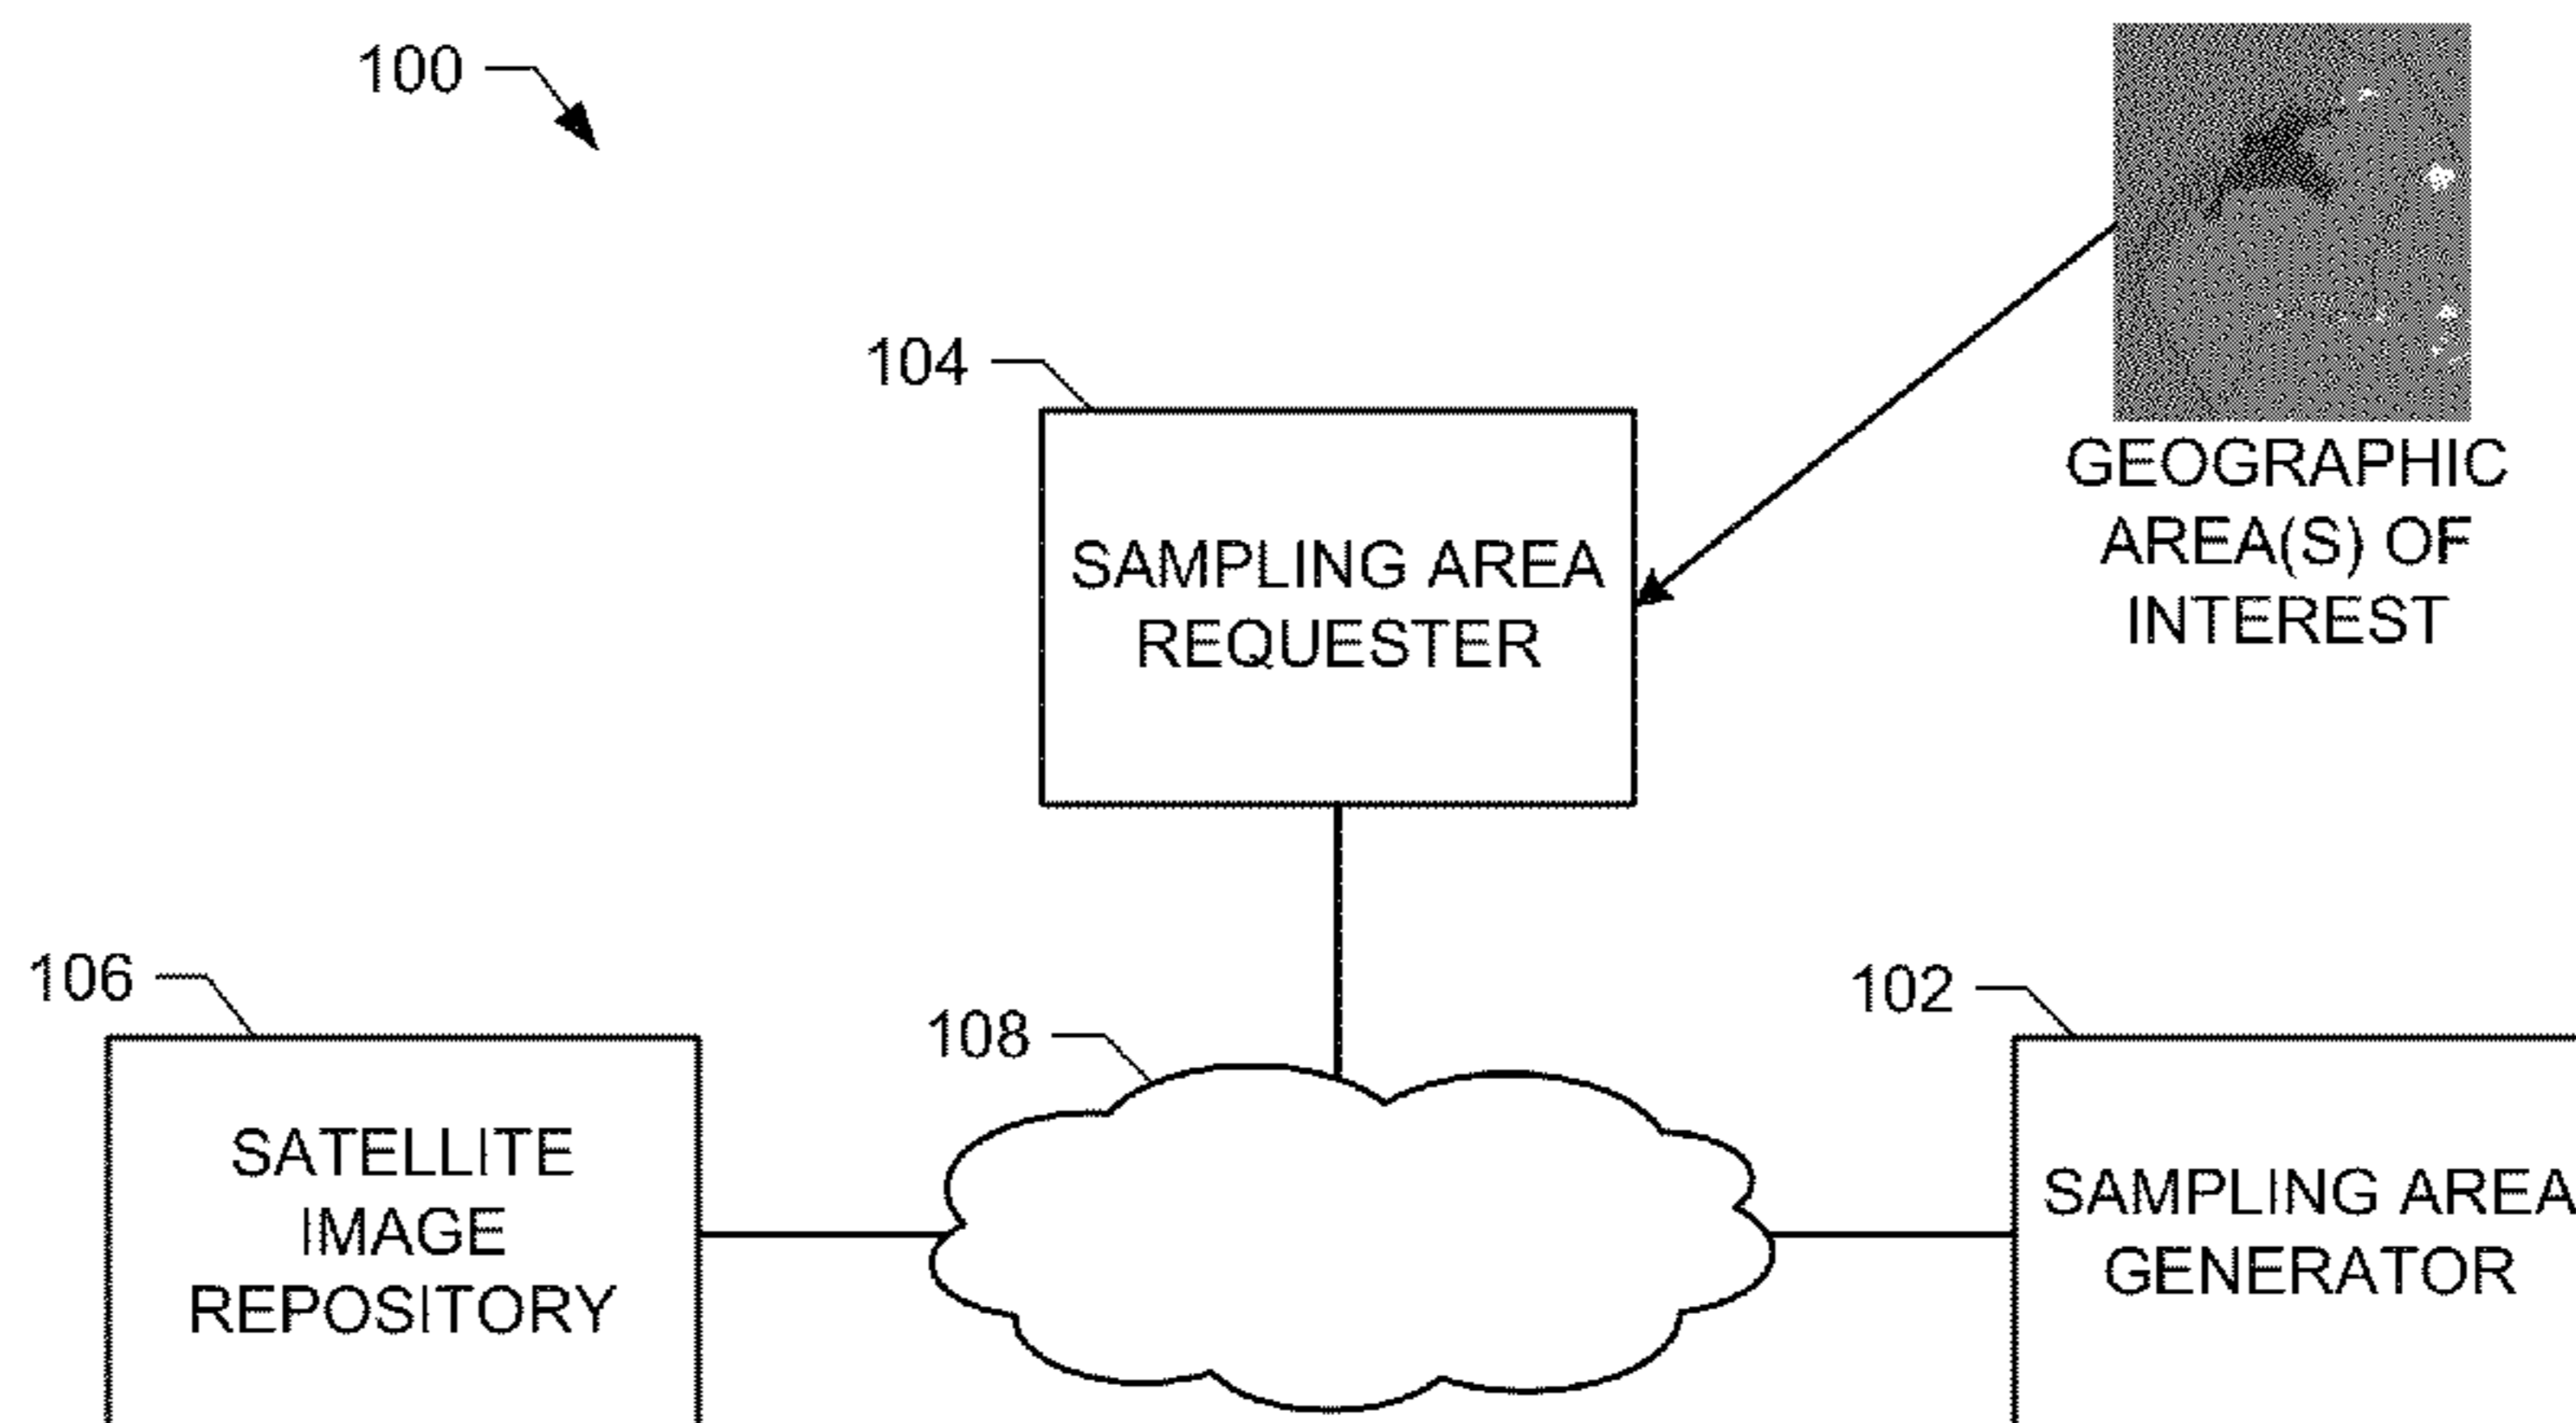 100
104
SAMPLING AREA
REQUESTER
GEOGRAPHIC
AREA(S) OF
INTEREST
106
SATELLITE
IMAGE
REPOSITORY
108
102
SAMPLING AREA
GENERATOR